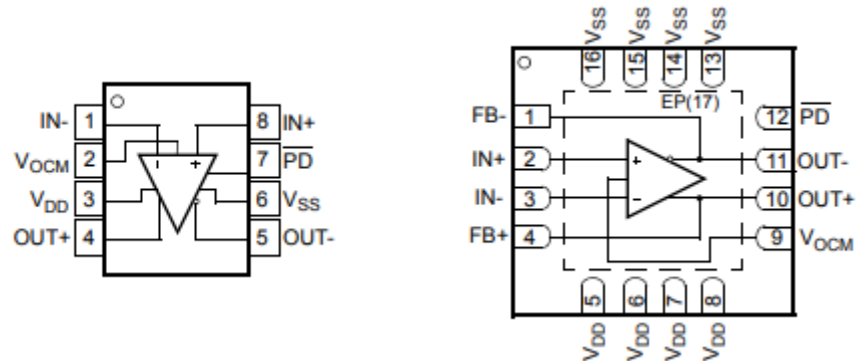 IN- 1 8 IN+
VOCM 2 7 PD
VDD 3 6 VSS
OUT+ 4 5 OUT-
VSS VSS VSS VSS
16 15 14 13
EP(17)
FB- 1 12 PD
IN+ 2 + 11 OUT-
IN- 3 - 10 OUT+
FB+ 4 9 VOCM
5 6 7 8
VDD VDD VDD VDD